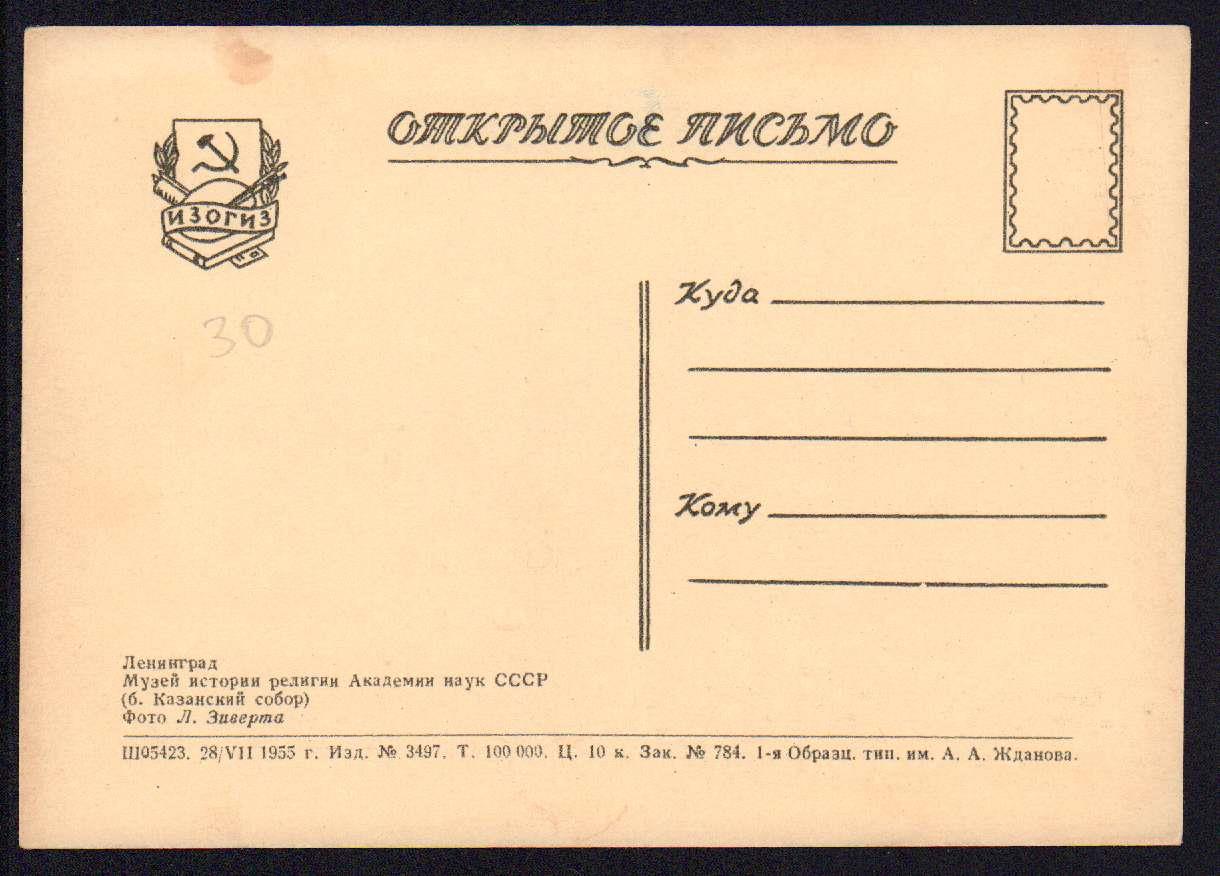 ОТКРЫТОЕ ПИСЬМО
ИЗОГИЗ
30
Куда
Кому
Ленинград
Музей истории религии Академии наук СССР
(б. Казанский собор)
Фото Л. Зиверта
Ш05423. 28/VII 1955 г. Изд. № 3497. Т. 100 000. Ц. 10 к. Зак. № 784. 1-я Образц. тип. им. А. А. Жданова.